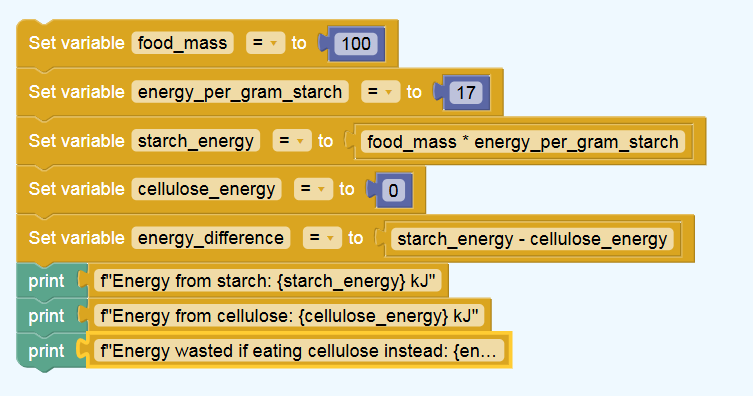 Set variable food_mass = to 100
Set variable energy_per_gram_starch = to 17
Set variable starch_energy = to food_mass * energy_per_gram_starch
Set variable cellulose_energy = to 0
Set variable energy_difference = to starch_energy - cellulose_energy
print f"Energy from starch: {starch_energy} kJ"
print f"Energy from cellulose: {cellulose_energy} kJ"
print f"Energy wasted if eating cellulose instead: {en...